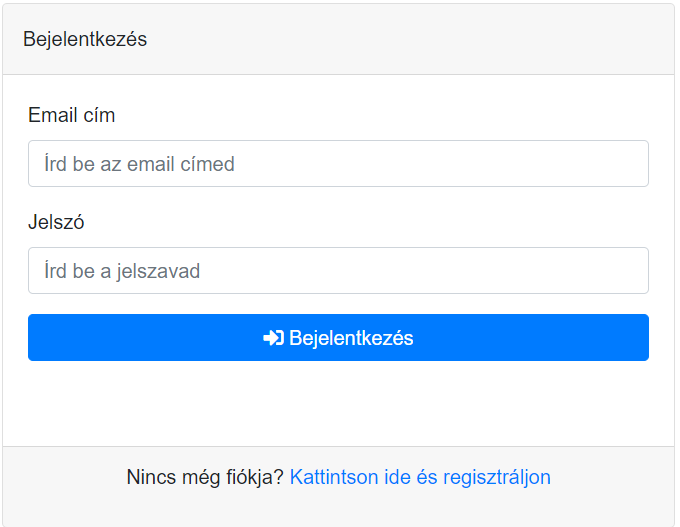 Bejelentkezés
Email cím
Írd be az email címed
Jelszó
Írd be a jelszavad
Bejelentkezés
Nincs még fiókja? Kattintson ide és regisztráljon